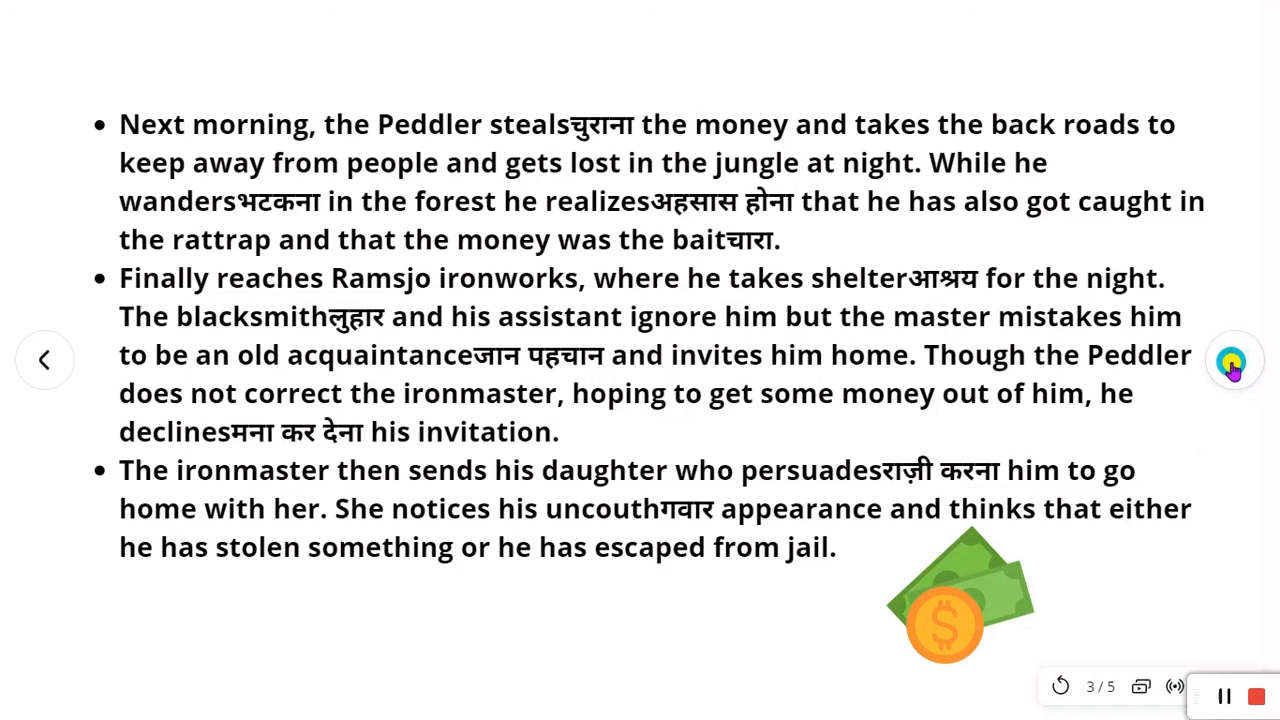 Next morning, the Peddler stealsचुराना the money and takes the back roads to
keep away from people and gets lost in the jungle at night. While he
wandersभटकना in the forest he realizesअहसास होना that he has also got caught in
the rattrap and that the money was the baitचारा.
Finally reaches Ramsjo ironworks, where he takes shelterआश्रय for the night.
The blacksmithलुहार and his assistant ignore him but the master mistakes him
to be an old acquaintanceजान पहचान and invites him home. Though the Peddler
does not correct the ironmaster, hoping to get some money out of him, he
declinesमना कर देना his invitation.
The ironmaster then sends his daughter who persuadesराज़ी करना him to go
home with her. She notices his uncouthगवार appearance and thinks that either
he has stolen something or he has escaped from jail.
$
3 / 5